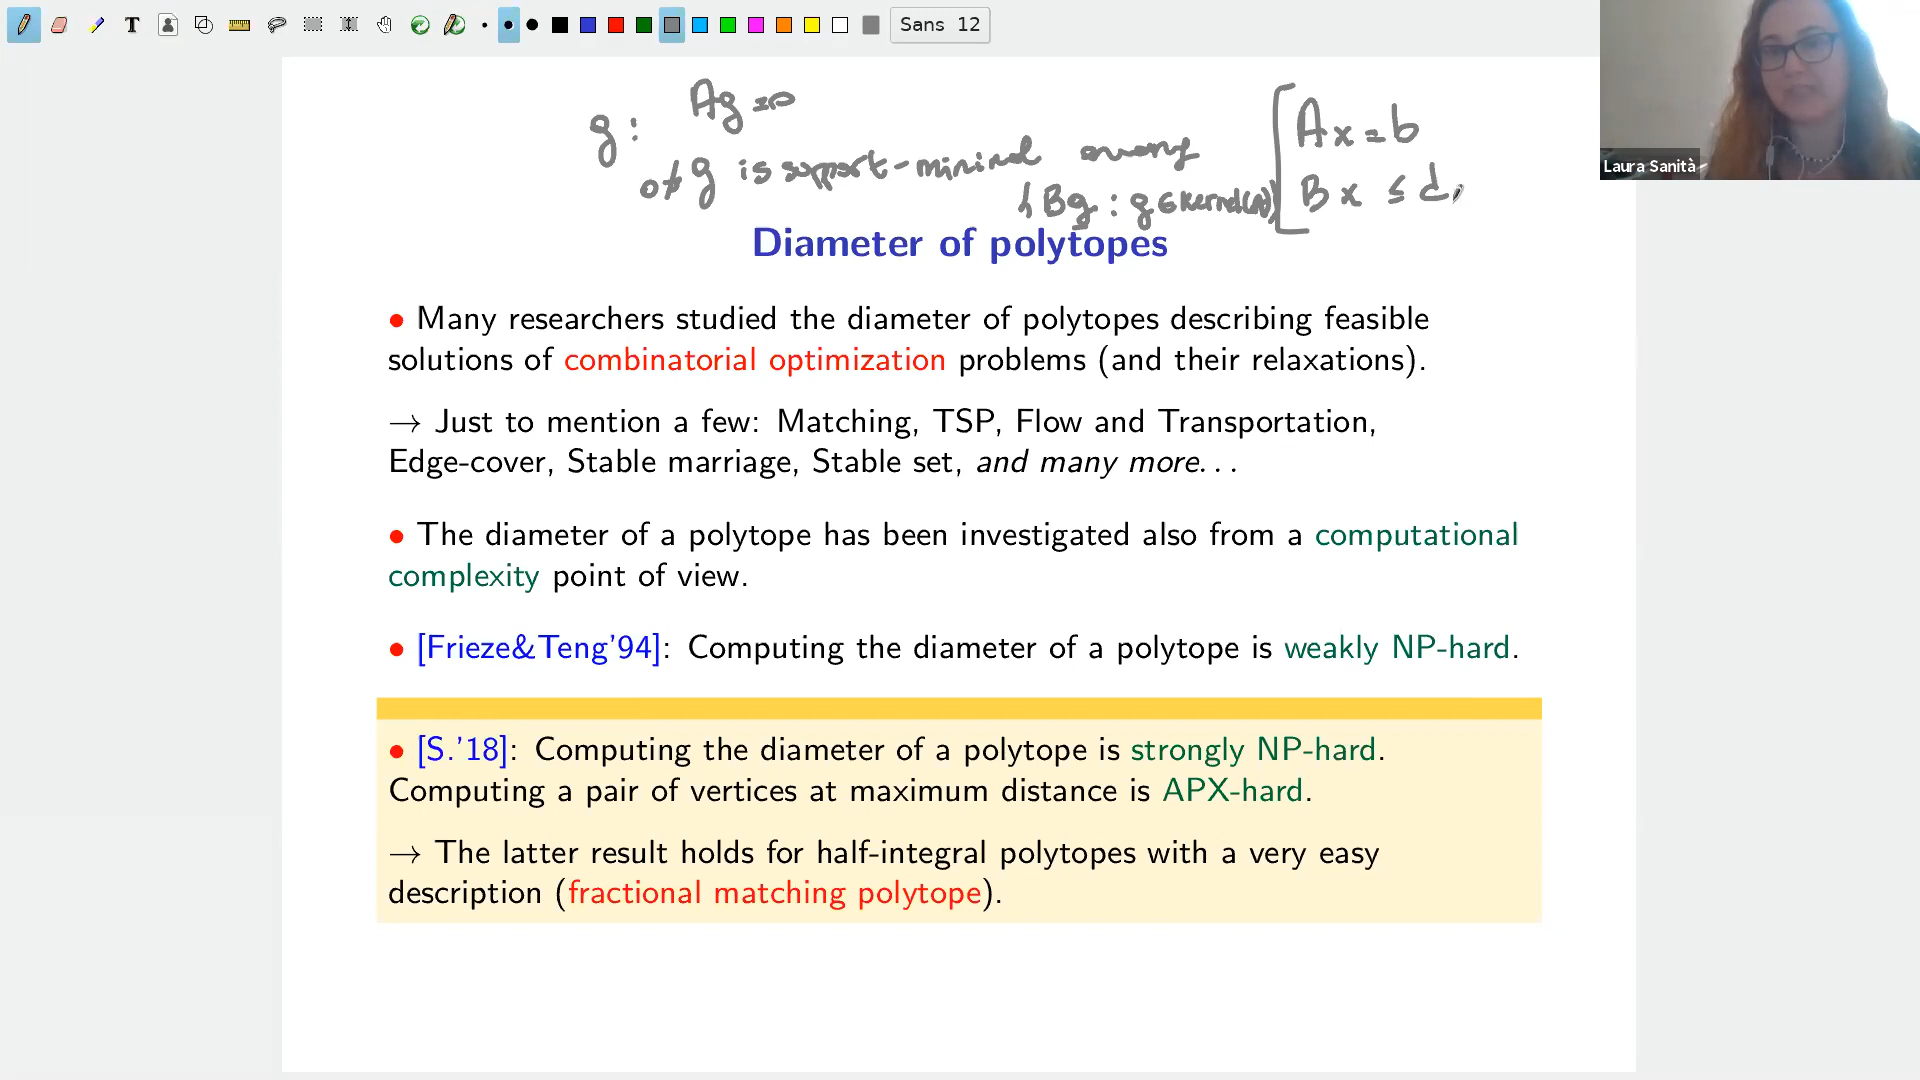 Sans 12
Laura Sanità
g : Ag = 0
0 ≠ g is support-minimal among
{Bg : g ∈ kernel(A)}
Ax = b
Bx ≤ d
Diameter of polytopes
• Many researchers studied the diameter of polytopes describing feasible
solutions of combinatorial optimization problems (and their relaxations).
→ Just to mention a few: Matching, TSP, Flow and Transportation,
Edge-cover, Stable marriage, Stable set, and many more...
• The diameter of a polytope has been investigated also from a computational
complexity point of view.
• [Frieze&Teng'94]: Computing the diameter of a polytope is weakly NP-hard.
• [S.'18]: Computing the diameter of a polytope is strongly NP-hard.
Computing a pair of vertices at maximum distance is APX-hard.
→ The latter result holds for half-integral polytopes with a very easy
description (fractional matching polytope).